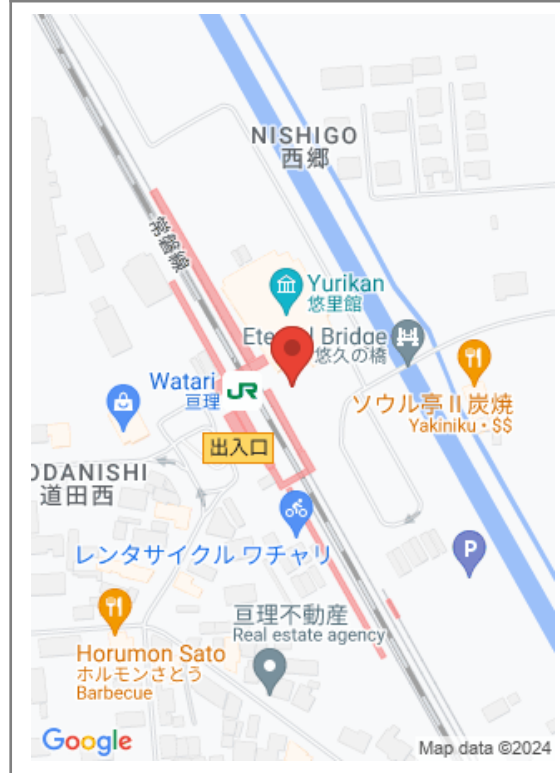 NISHIGO
西郷
常磐線
Yurikan
悠里館
Bridge
悠久の橋
Watari
亘理
JR
ソウル亭Ⅱ炭焼
Yakiniku • $$
出入口
ODANISHI
道田西
レンタサイクル ワチャリ
P
亘理不動産
Real estate agency
Horumon Sato
ホルモンさとう
Barbecue
Google
Map data ©2024